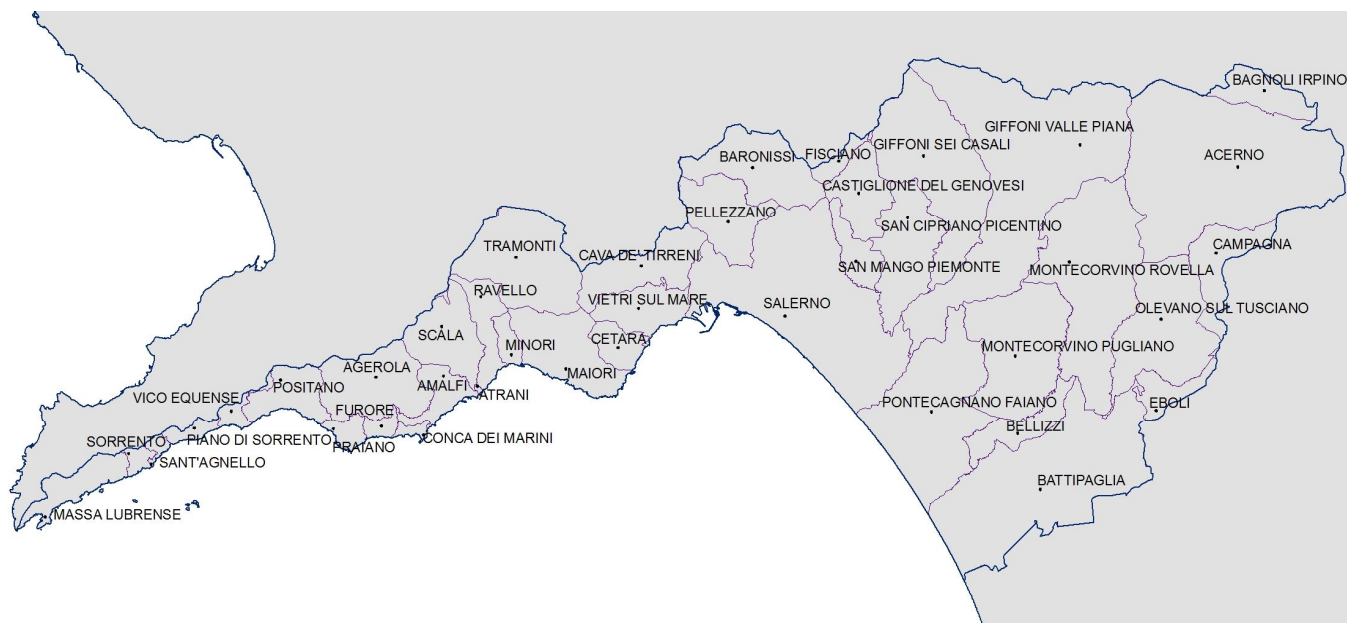 BAGNOLI IRPINO
GIFFONI VALLE PIANA
GIFFONI SEI CASALI
FISCIANO
BARONISSI
ACERNO
CASTIGLIONE DEL GENOVESI
PELLEZZANO
SAN CIPRIANO PICENTINO
TRAMONTI
CAVA DE' TIRRENI
CAMPAGNA
SAN MANGO PIEMONTE
MONTECORVINO ROVELLA
RAVELLO
VIETRI SUL MARE
SALERNO
OLEVANO SUL TUSCIANO
SCALA
MINORI
CETARA
MONTECORVINO PUGLIANO
AGEROLA
MAIORI
POSITANO
AMALFI
ATRANI
VICO EQUENSE
FURORE
PONTECAGNANO FAIANO
EBOLI
BELLIZZI
SORRENTO
PIANO DI SORRENTO
PRAIANO
CONCA DEI MARINI
SANT'AGNELLO
BATTIPAGLIA
MASSA LUBRENSE